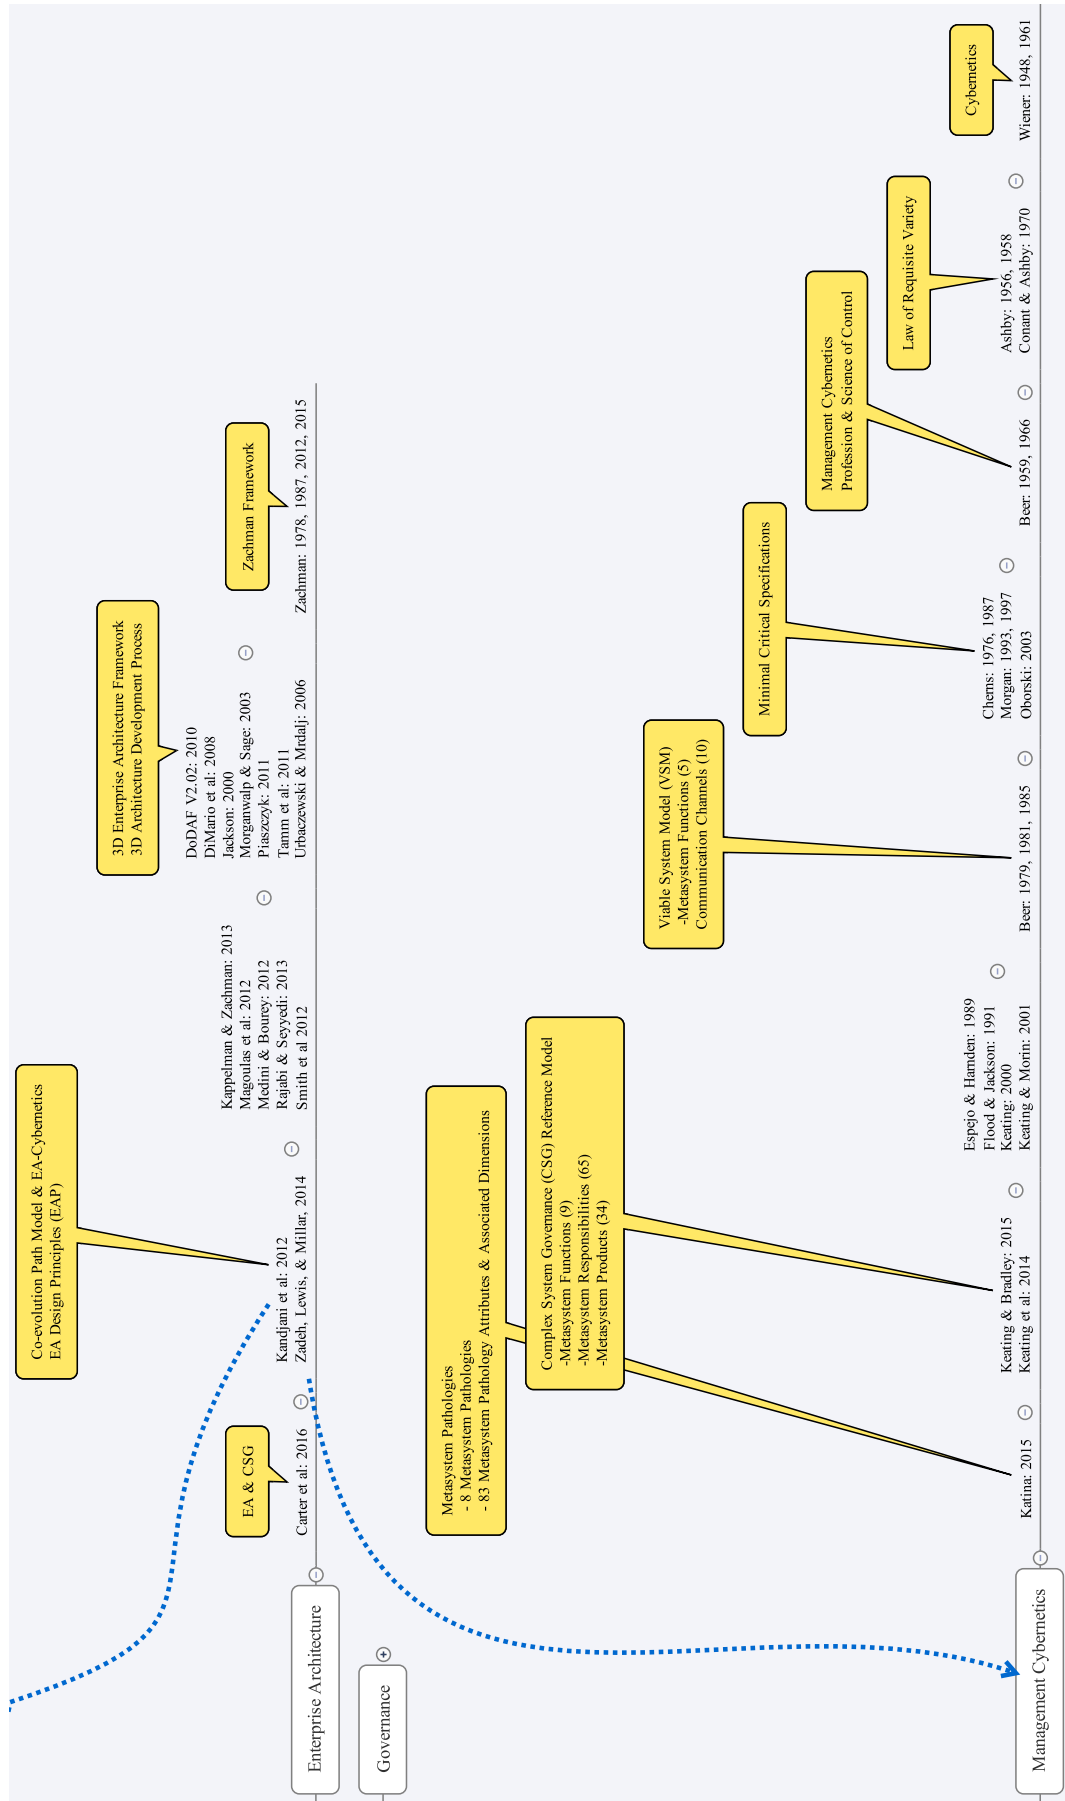 Co-evolution Path Model & EA-Cybernetics
EA Design Principles (EAP)
3D Enterprise Architecture Framework
3D Architecture Development Process
EA & CSG
Zachman Framework
Enterprise Architecture
Carter et al: 2016
Kandjani et al: 2012
Zadeh, Lewis, & Millar, 2014
Kappelman & Zachman: 2013
Magoulas et al: 2012
Medini & Bourey: 2012
Rajabi & Seyyedi: 2013
Smith et al 2012
DoDAF V2.02: 2010
DiMario et al: 2008
Jackson: 2000
Morganwalp & Sage: 2003
Piaszczyk: 2011
Tamm et al: 2011
Urbaczewski & Mrdalj: 2006
Zachman: 1978, 1987, 2012, 2015
Governance
Metasystem Pathologies
- 8 Metasystem Pathologies
- 83 Metasystem Pathology Attributes & Associated Dimensions
Complex System Governance (CSG) Reference Model
-Metasystem Functions (9)
-Metasystem Responsibilities (65)
-Metasystem Products (34)
Viable System Model (VSM)
-Metasystem Functions (5)
Communication Channels (10)
Minimal Critical Specifications
Management Cybernetics
Profession & Science of Control
Law of Requisite Variety
Cybernetics
Management Cybernetics
Katina: 2015
Keating & Bradley: 2015
Keating et al: 2014
Espejo & Harnden: 1989
Flood & Jackson: 1991
Keating: 2000
Keating & Morin: 2001
Beer: 1979, 1981, 1985
Cherns: 1976, 1987
Morgan: 1993, 1997
Oborski: 2003
Beer: 1959, 1966
Ashby: 1956, 1958
Conant & Ashby: 1970
Wiener: 1948, 1961